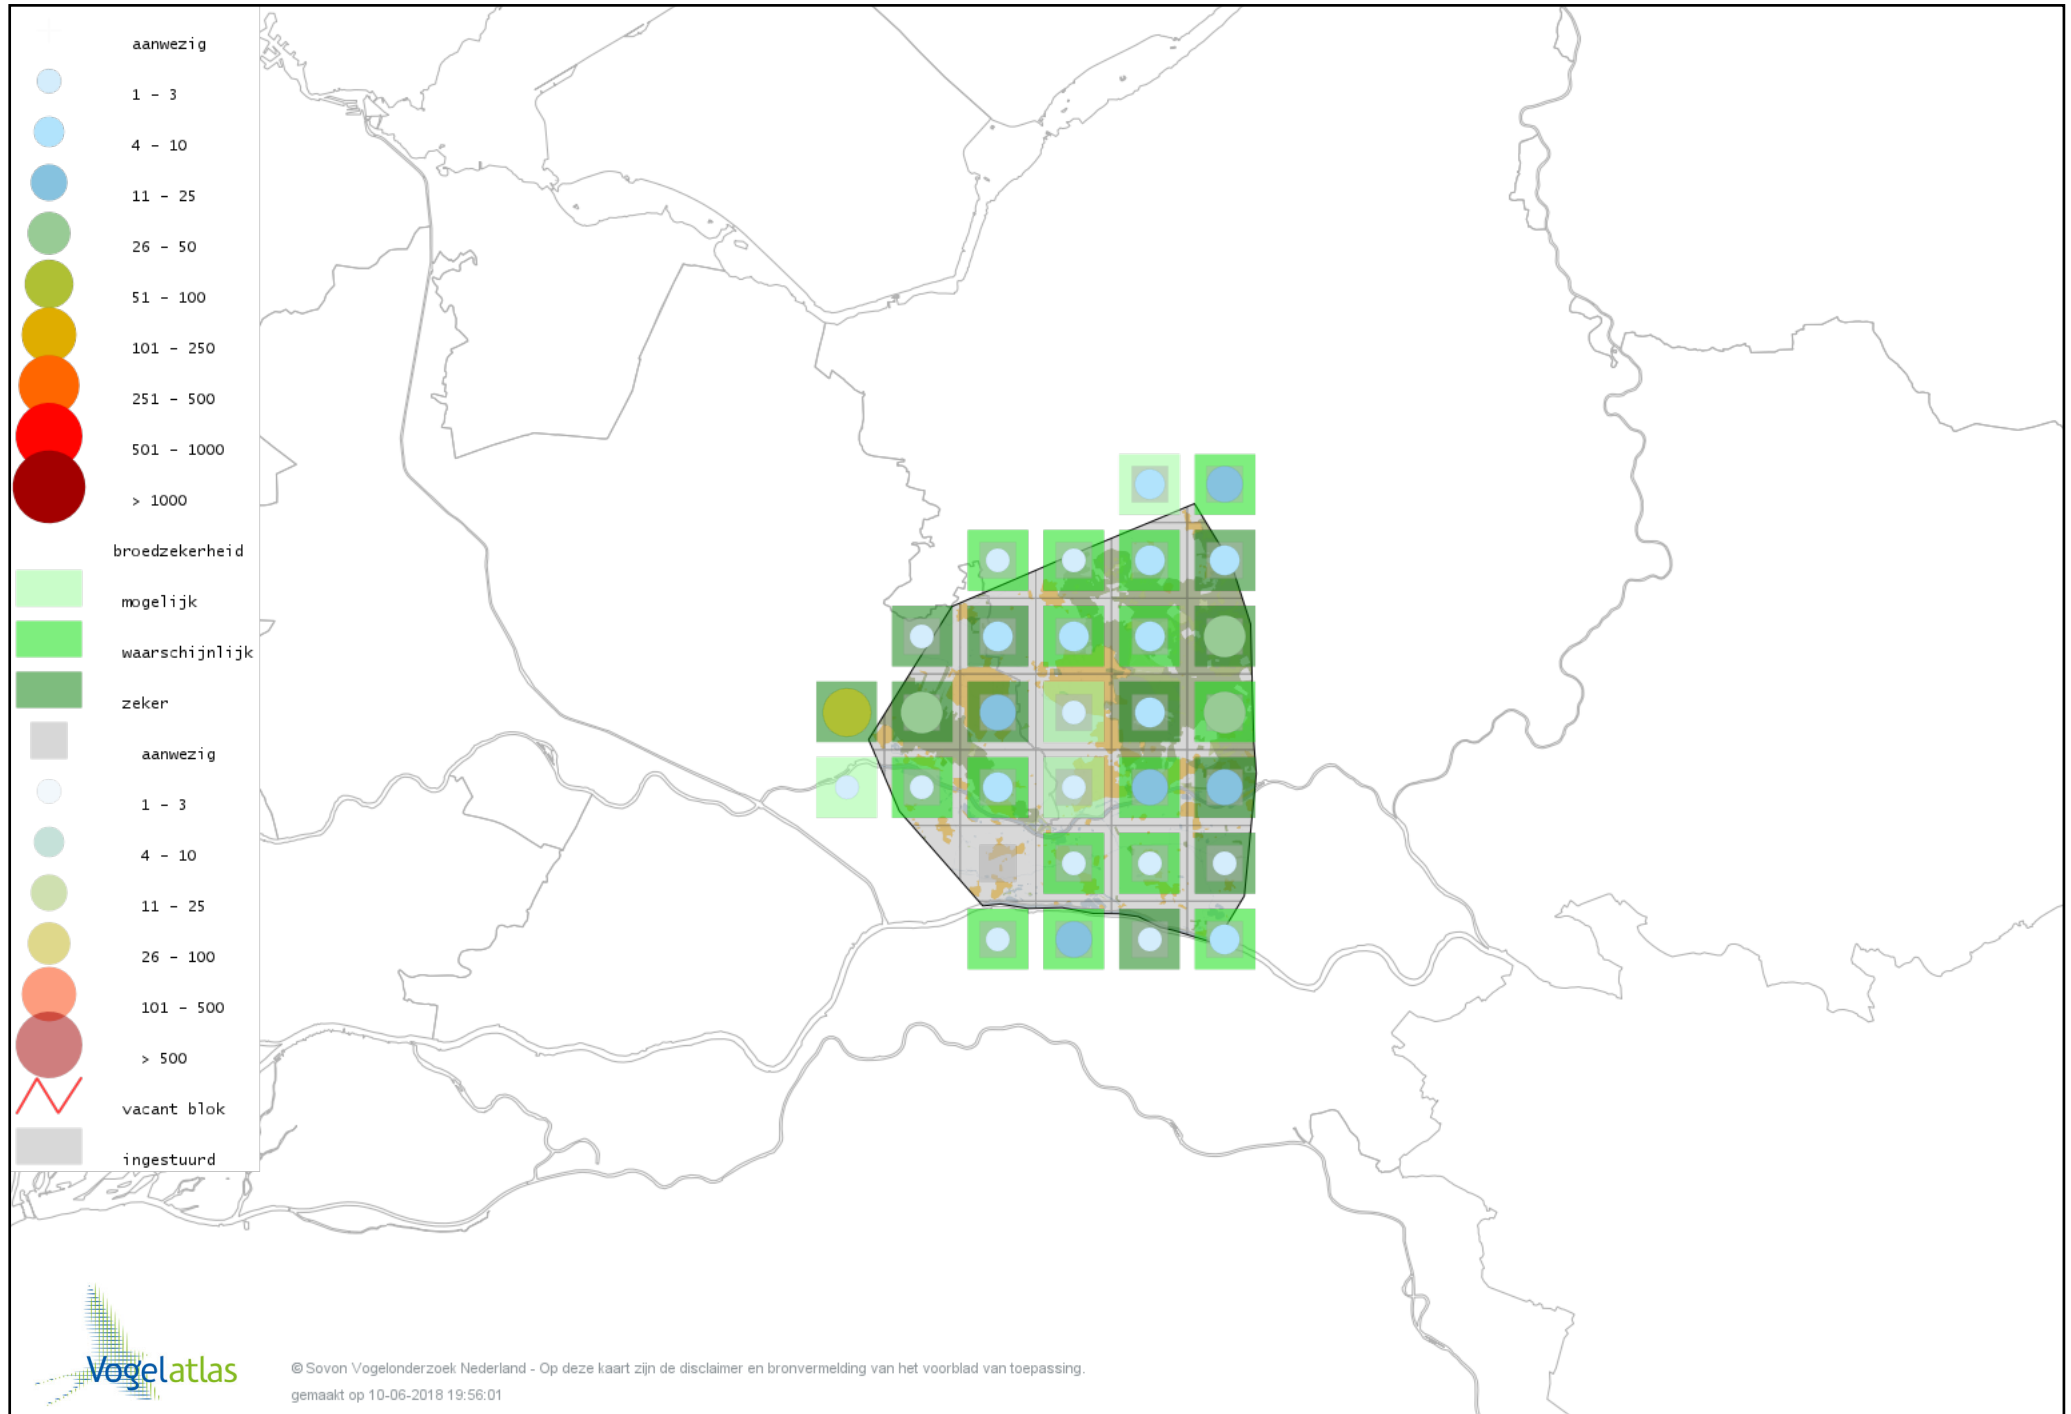 aanwezig
1 - 3
4 - 10
11 - 25
26 - 50
51 - 100
101 - 250
251 - 500
501 - 1000
> 1000
broedzekerheid
mogelijk
waarschijnlijk
zeker
aanwezig
1 - 3
4 - 10
11 - 25
26 - 100
101 - 500
> 500
vacant blok
ingestuurd
Vogelatlas
© Sovon Vogelonderzoek Nederland - Op deze kaart zijn de disclaimer en bronvermelding van het voorblad van toepassing.
gemaakt op 10-06-2018 19:56:01